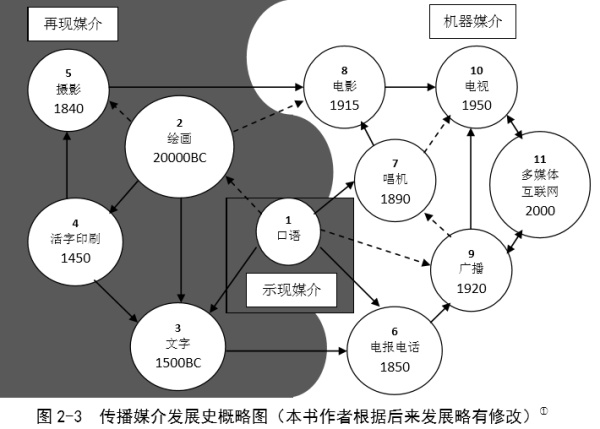 再现媒介
机器媒介
5
摄影
1840
8
电影
1915
10
电视
1950
2
绘画
20000BC
7
唱机
1890
11
多媒体
互联网
2000
4
活字印刷
1450
1
口语
9
广播
1920
示现媒介
3
文字
1500BC
6
电报电话
1850
图 2-3 传播媒介发展史概略图（本书作者根据后来发展略有修改）①